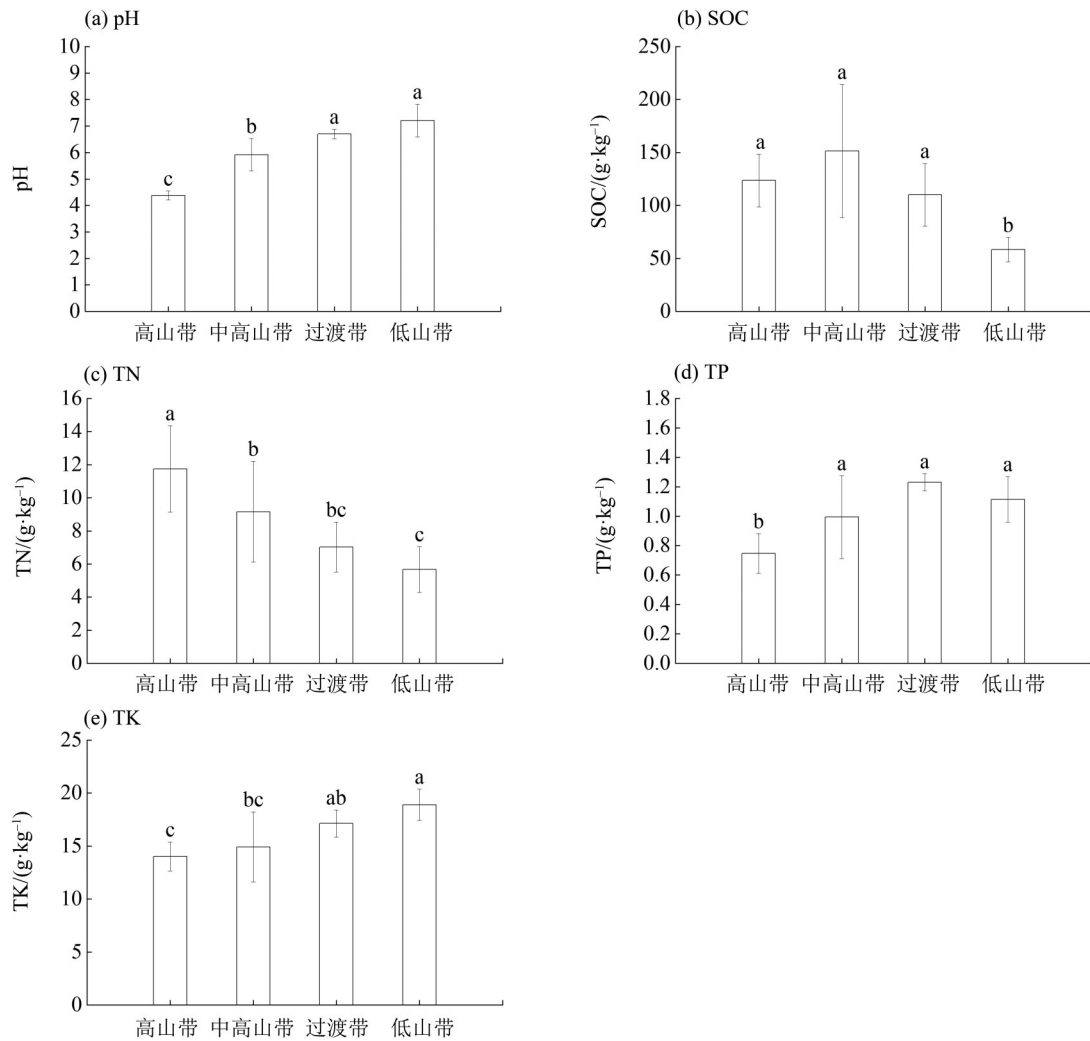 (a) pH
10
9
8
7
6
5
4
3
2
1
0
pH
c
b
a
a
高山带 中高山带 过渡带 低山带
(b) SOC
250
200
150
100
50
0
SOC/(g·kg⁻¹)
a
a
a
b
高山带 中高山带 过渡带 低山带
(c) TN
16
14
12
10
8
6
4
2
0
TN/(g·kg⁻¹)
a
b
bc
c
高山带 中高山带 过渡带 低山带
(d) TP
1.8
1.6
1.4
1.2
1.0
0.8
0.6
0.4
0.2
0.0
TP/(g·kg⁻¹)
b
a
a
a
高山带 中高山带 过渡带 低山带
(e) TK
25
20
15
10
5
0
TK/(g·kg⁻¹)
c
bc
ab
a
高山带 中高山带 过渡带 低山带